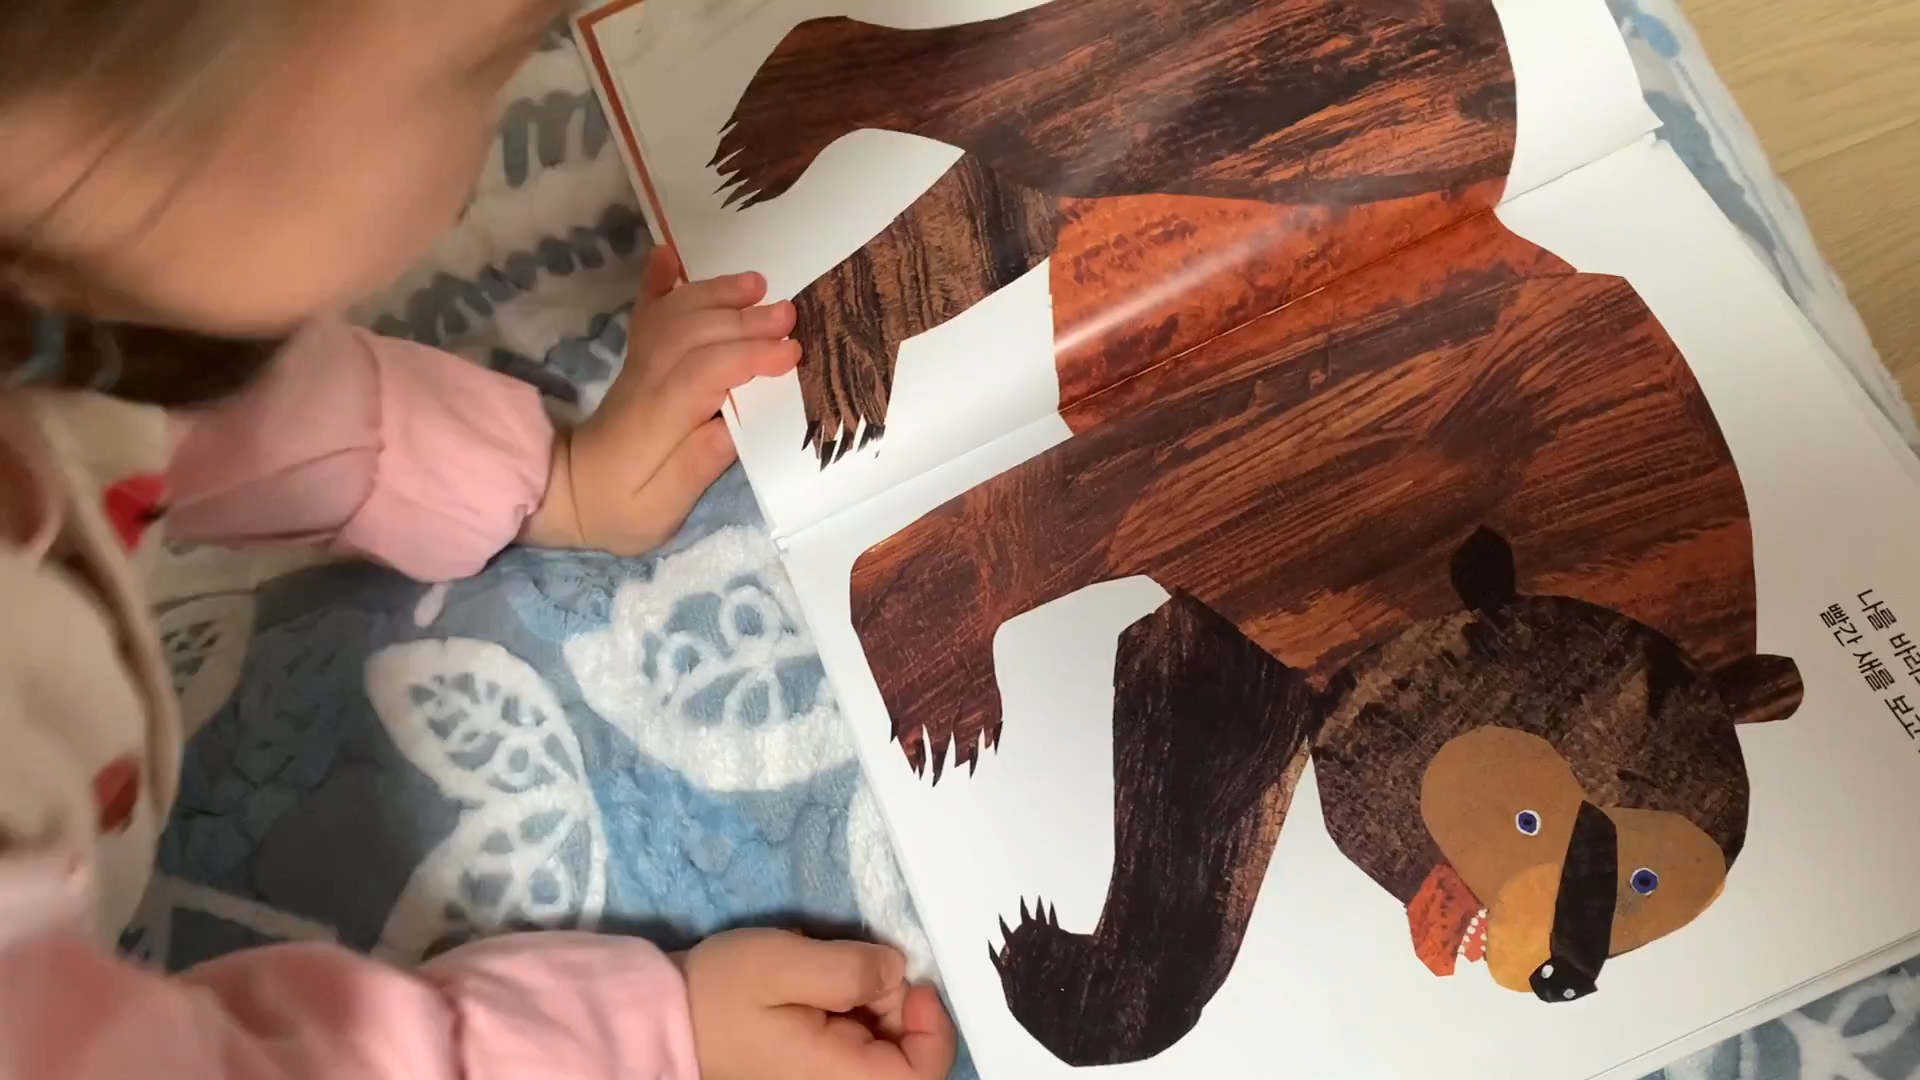 나를 바라
빨간 새를 보고